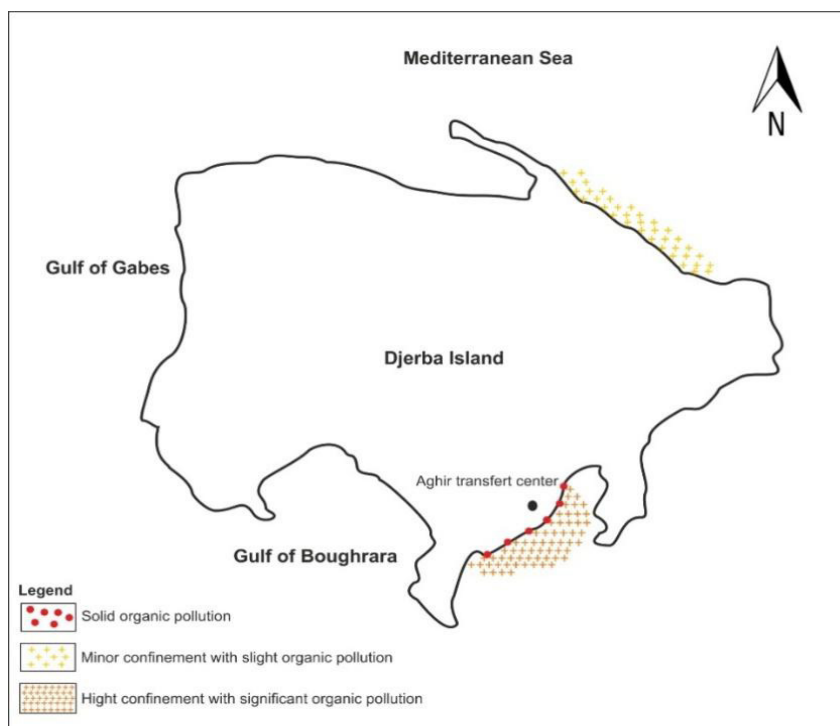 Mediterranean Sea
N
Gulf of Gabes
Djerba Island
Aghir transfert center
Gulf of Boughrara
Legend
Solid organic pollution
Minor confinement with slight organic pollution
Hight confinement with significant organic pollution